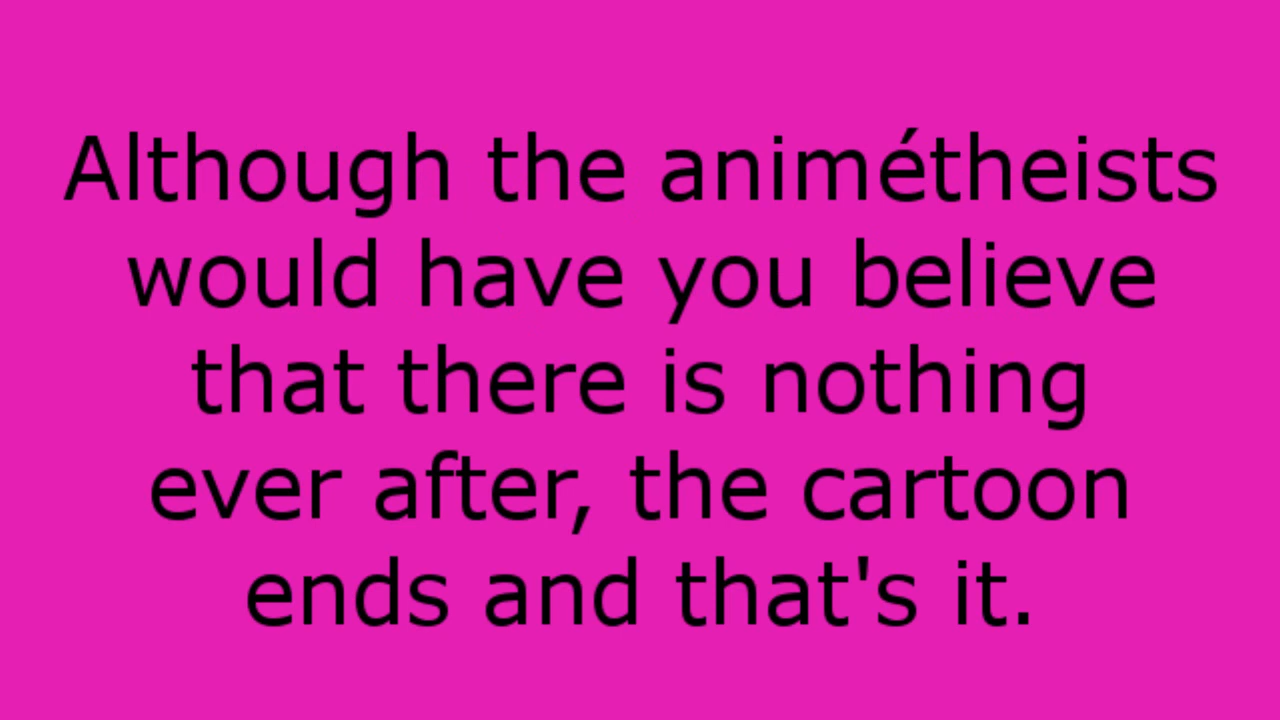 Although the animétheists
would have you believe
that there is nothing
ever after, the cartoon
ends and that's it.